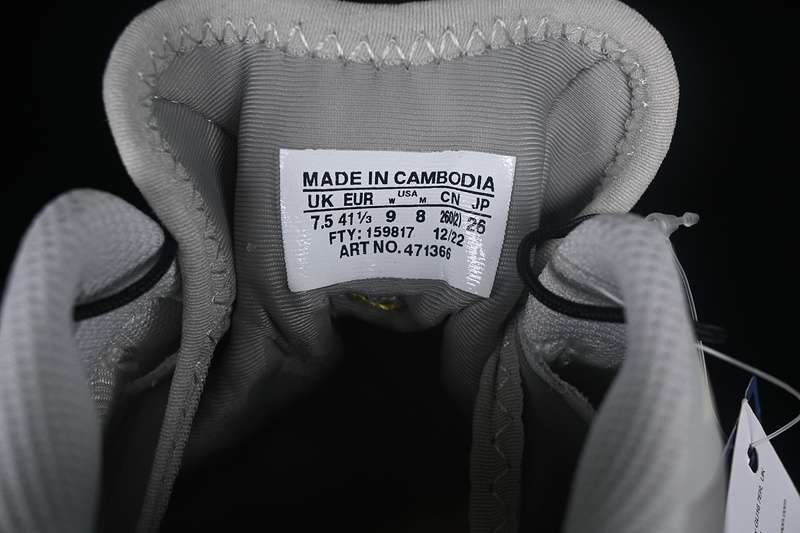 MADE IN CAMBODIA
UK EUR W USA M CN JP
7.5 41⅓ 9 8 260(2) 26
FTY: 159817 12/22
ART NO. 471366
UK